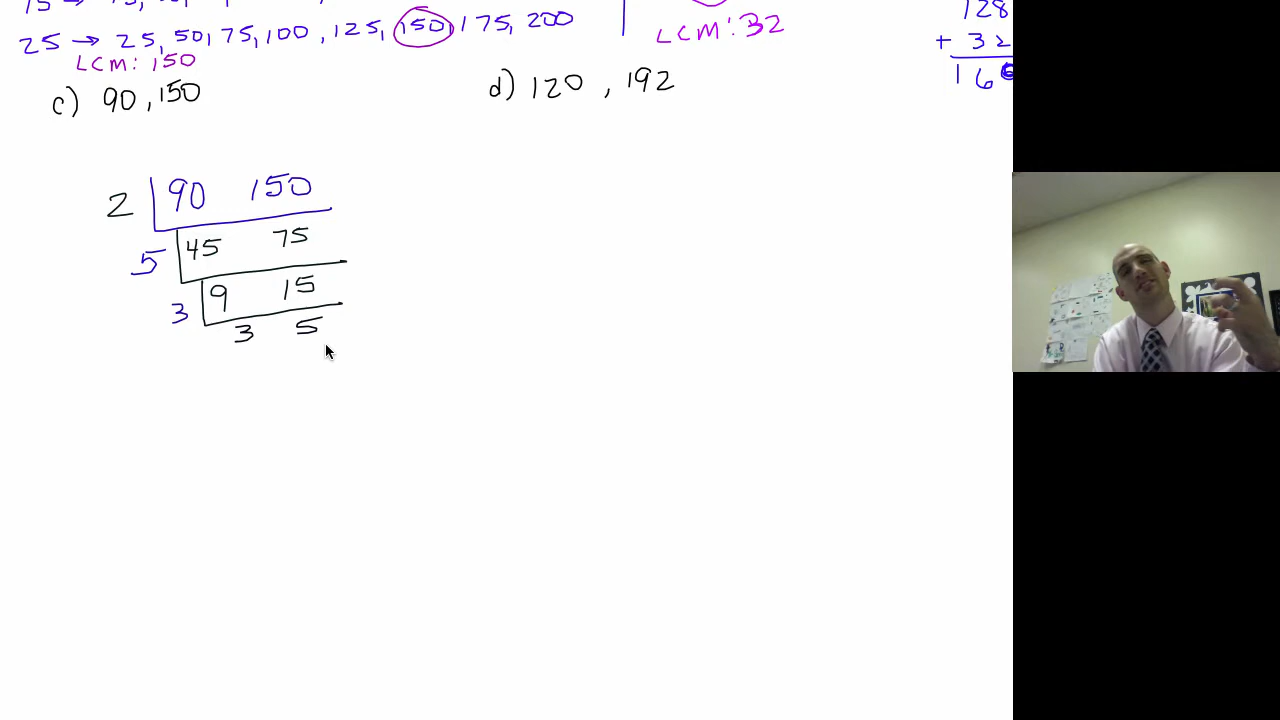 25 → 25, 50, 75, 100, 125, 150, 175, 200
LCM: 150
LCM: 32
128
+ 32
160
c) 90, 150
d) 120, 192
2 90 150
5 45 75
3 9 15
3 5